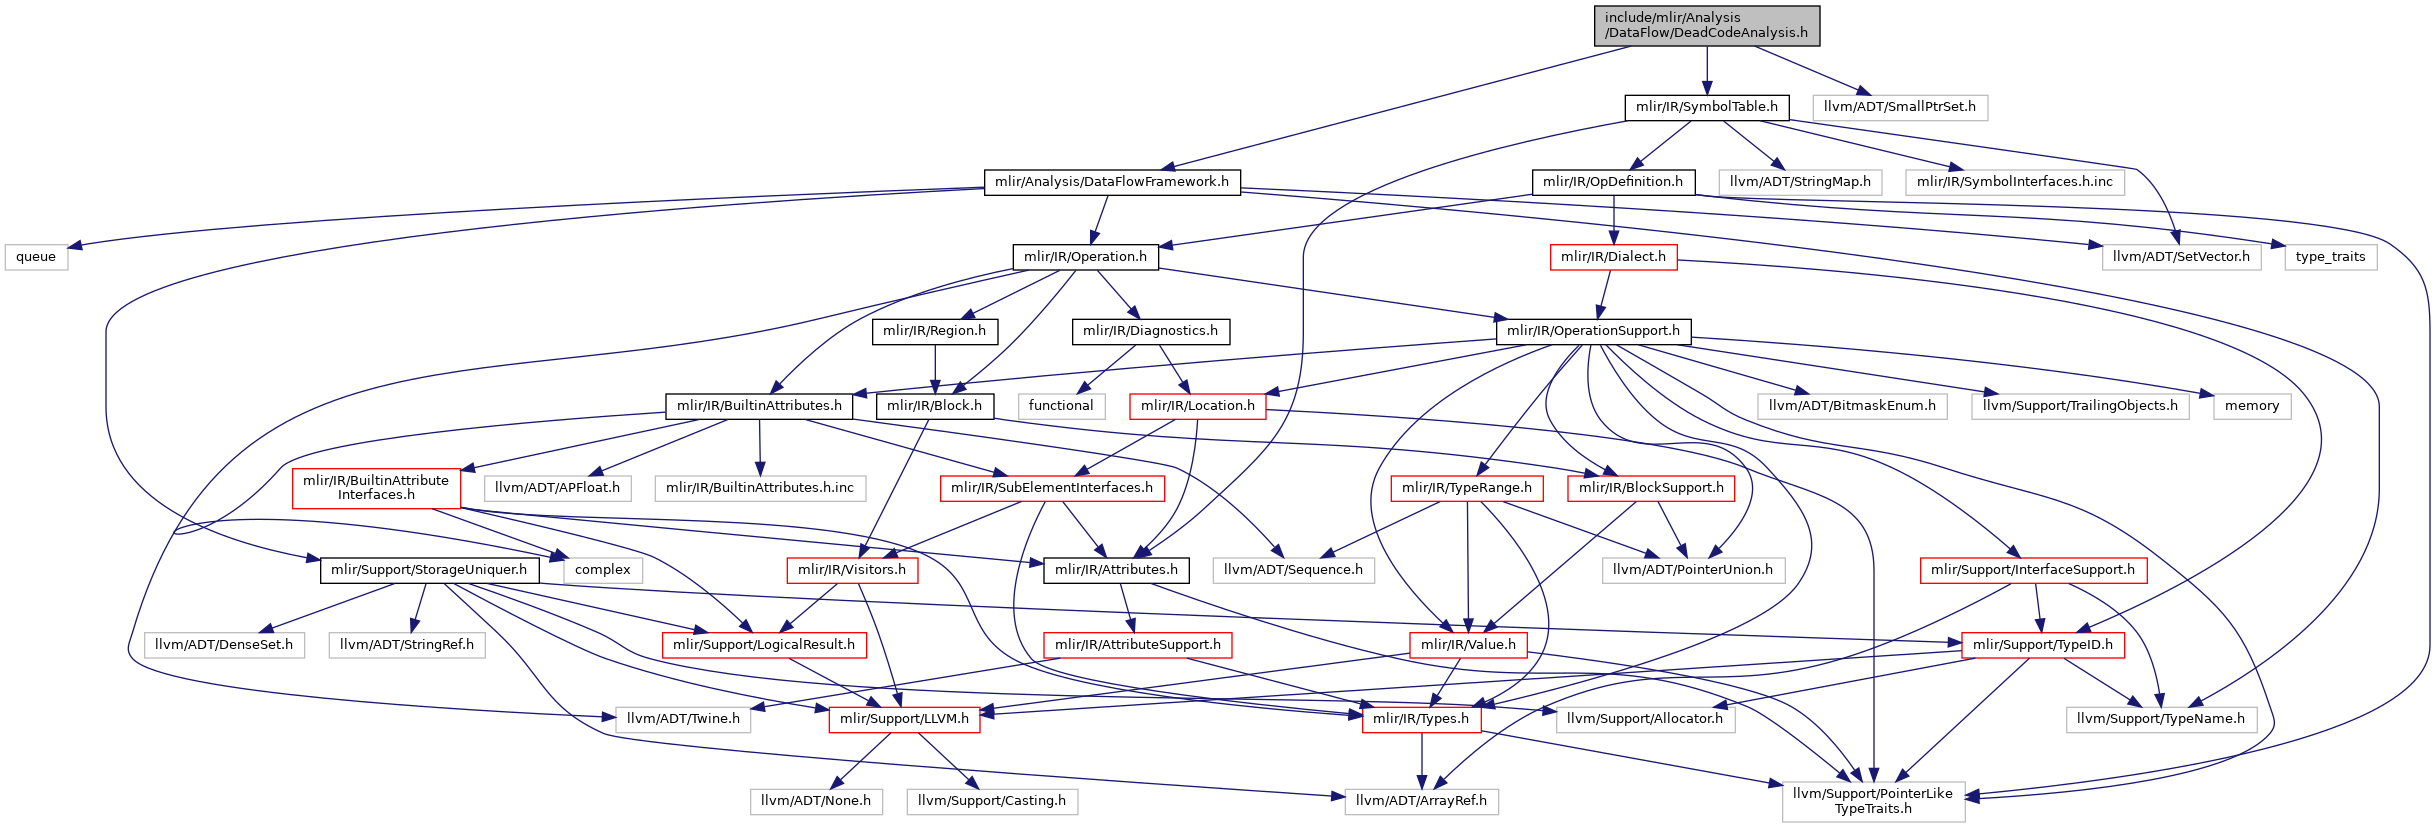 include/mlir/Analysis
/DataFlow/DeadCodeAnalysis.h
mlir/IR/SymbolTable.h
llvm/ADT/SmallPtrSet.h
mlir/Analysis/DataFlowFramework.h
mlir/IR/OpDefinition.h
llvm/ADT/StringMap.h
mlir/IR/SymbolInterfaces.h.inc
queue
mlir/IR/Operation.h
mlir/IR/Dialect.h
llvm/ADT/SetVector.h
type_traits
mlir/IR/Region.h
mlir/IR/Diagnostics.h
mlir/IR/OperationSupport.h
mlir/IR/BuiltinAttributes.h
mlir/IR/Block.h
functional
mlir/IR/Location.h
llvm/ADT/BitmaskEnum.h
llvm/Support/TrailingObjects.h
memory
mlir/IR/BuiltinAttribute
Interfaces.h
llvm/ADT/APFloat.h
mlir/IR/BuiltinAttributes.h.inc
mlir/IR/SubElementInterfaces.h
mlir/IR/TypeRange.h
mlir/IR/BlockSupport.h
mlir/Support/StorageUniquer.h
complex
mlir/IR/Visitors.h
mlir/IR/Attributes.h
llvm/ADT/Sequence.h
llvm/ADT/PointerUnion.h
mlir/Support/InterfaceSupport.h
llvm/ADT/DenseSet.h
llvm/ADT/StringRef.h
mlir/Support/LogicalResult.h
mlir/IR/AttributeSupport.h
mlir/IR/Value.h
mlir/Support/TypeID.h
llvm/ADT/Twine.h
mlir/Support/LLVM.h
mlir/IR/Types.h
llvm/Support/Allocator.h
llvm/Support/TypeName.h
llvm/ADT/None.h
llvm/Support/Casting.h
llvm/ADT/ArrayRef.h
llvm/Support/PointerLike
TypeTraits.h